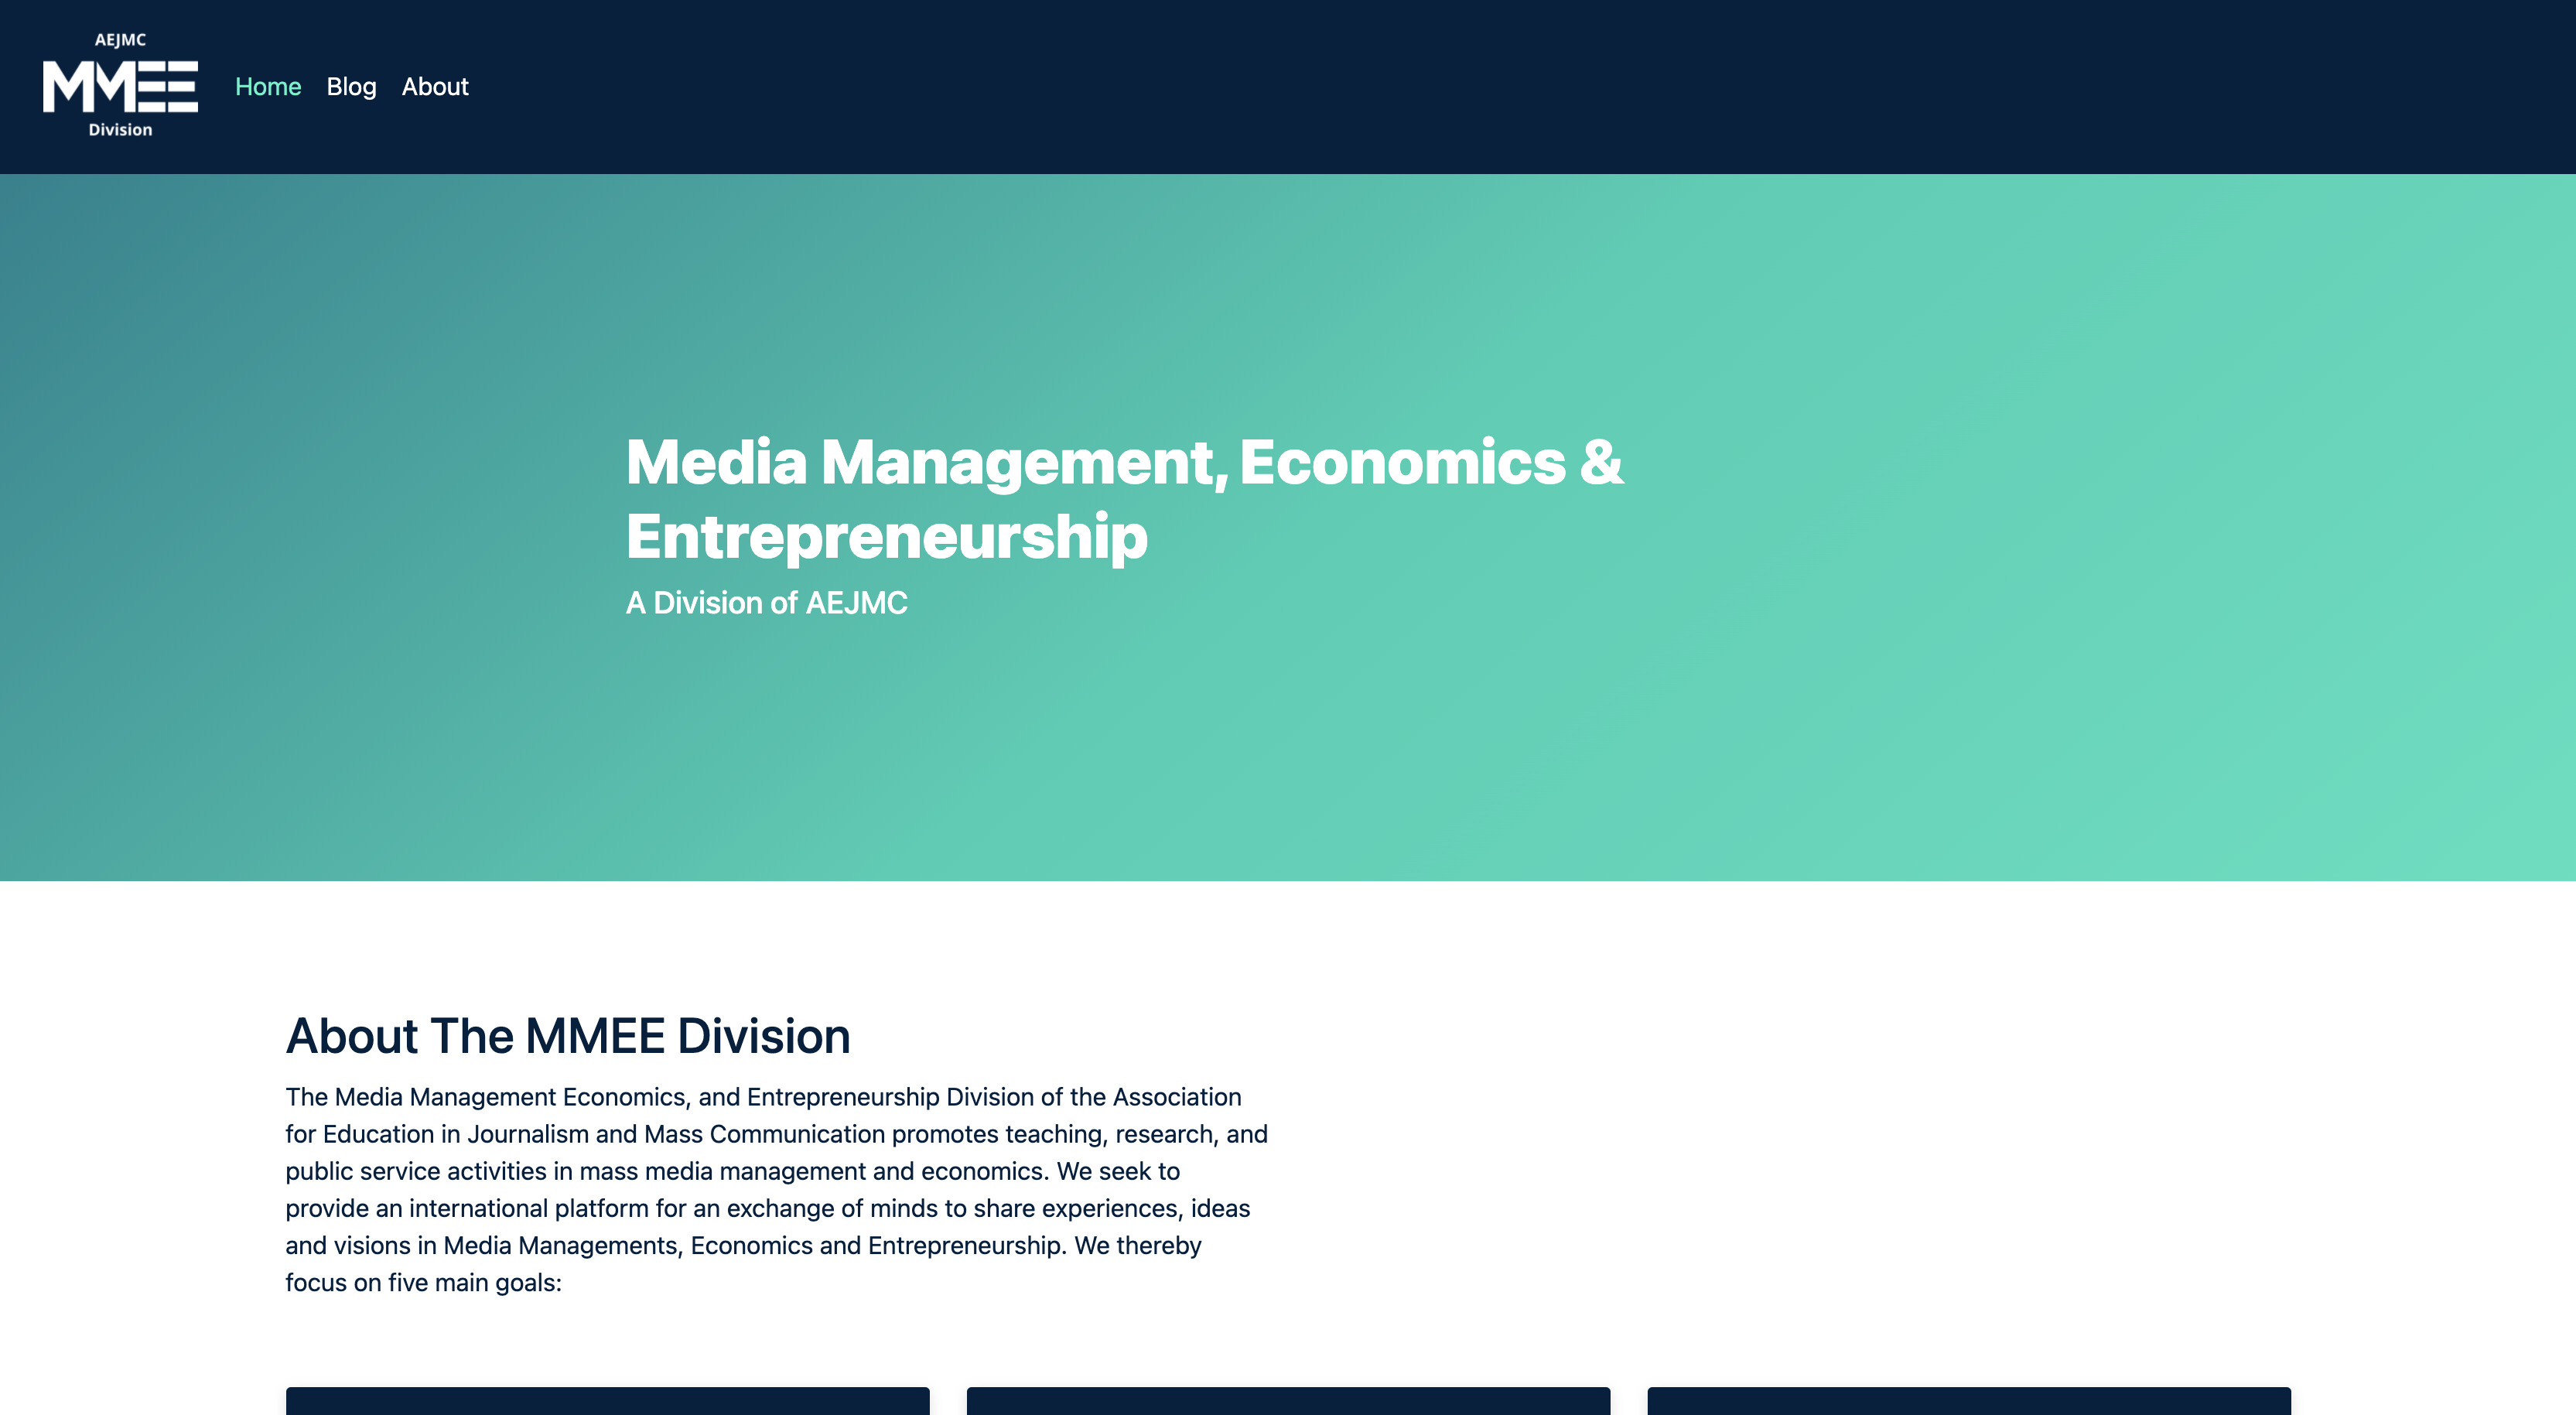 AEJMC
MMEE
Division
Home Blog About
Media Management, Economics &
Entrepreneurship
A Division of AEJMC
About The MMEE Division
The Media Management Economics, and Entrepreneurship Division of the Association
for Education in Journalism and Mass Communication promotes teaching, research, and
public service activities in mass media management and economics. We seek to
provide an international platform for an exchange of minds to share experiences, ideas
and visions in Media Managements, Economics and Entrepreneurship. We thereby
focus on five main goals: